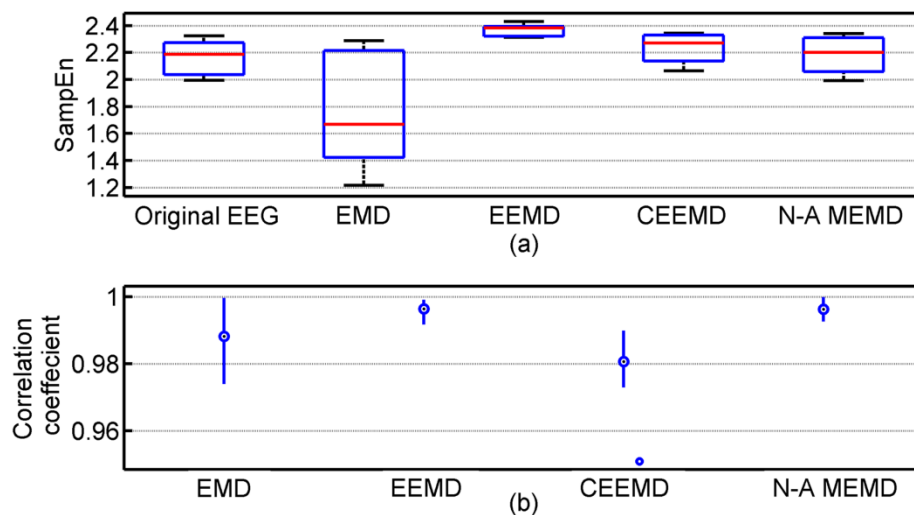 2.4
2.2
2
1.8
1.6
1.4
1.2
SampEn
Original EEG EMD EEMD CEEMD N-A MEMD
(a)
1
0.98
0.96
Correlation
coeffecient
EMD EEMD CEEMD N-A MEMD
(b)